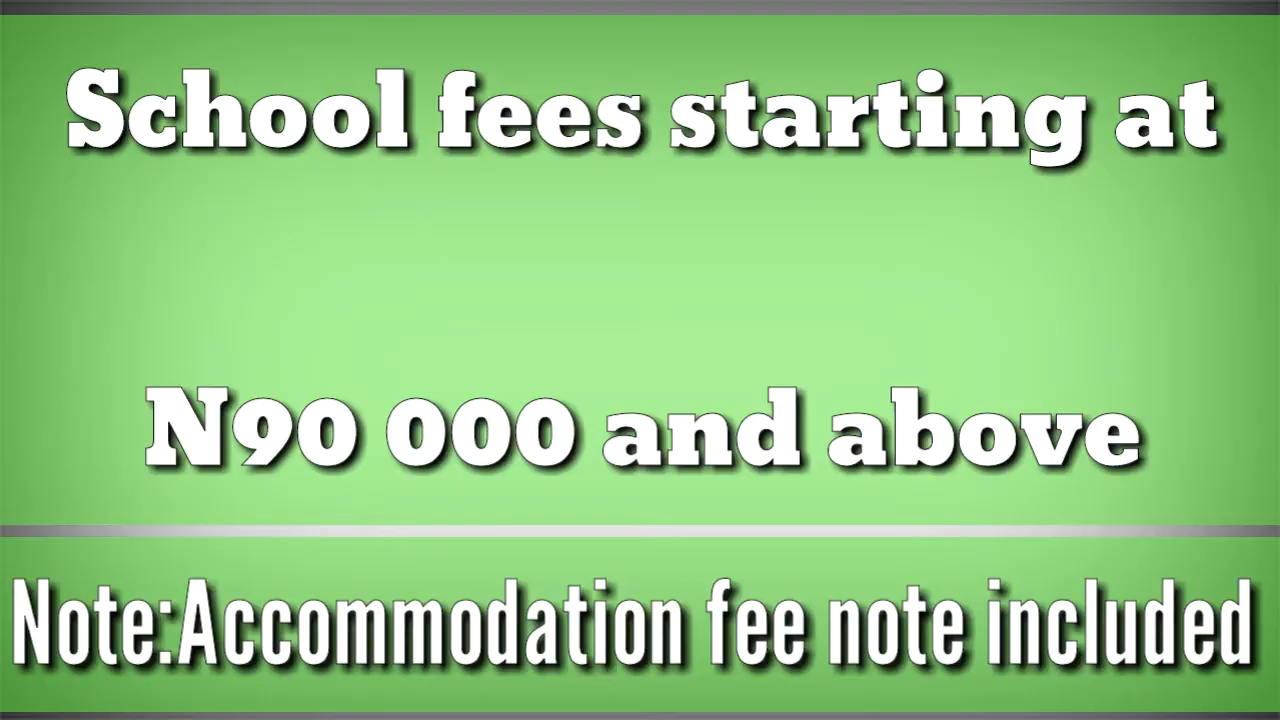 School fees starting at
N90 000 and above
Note:Accommodation fee note included